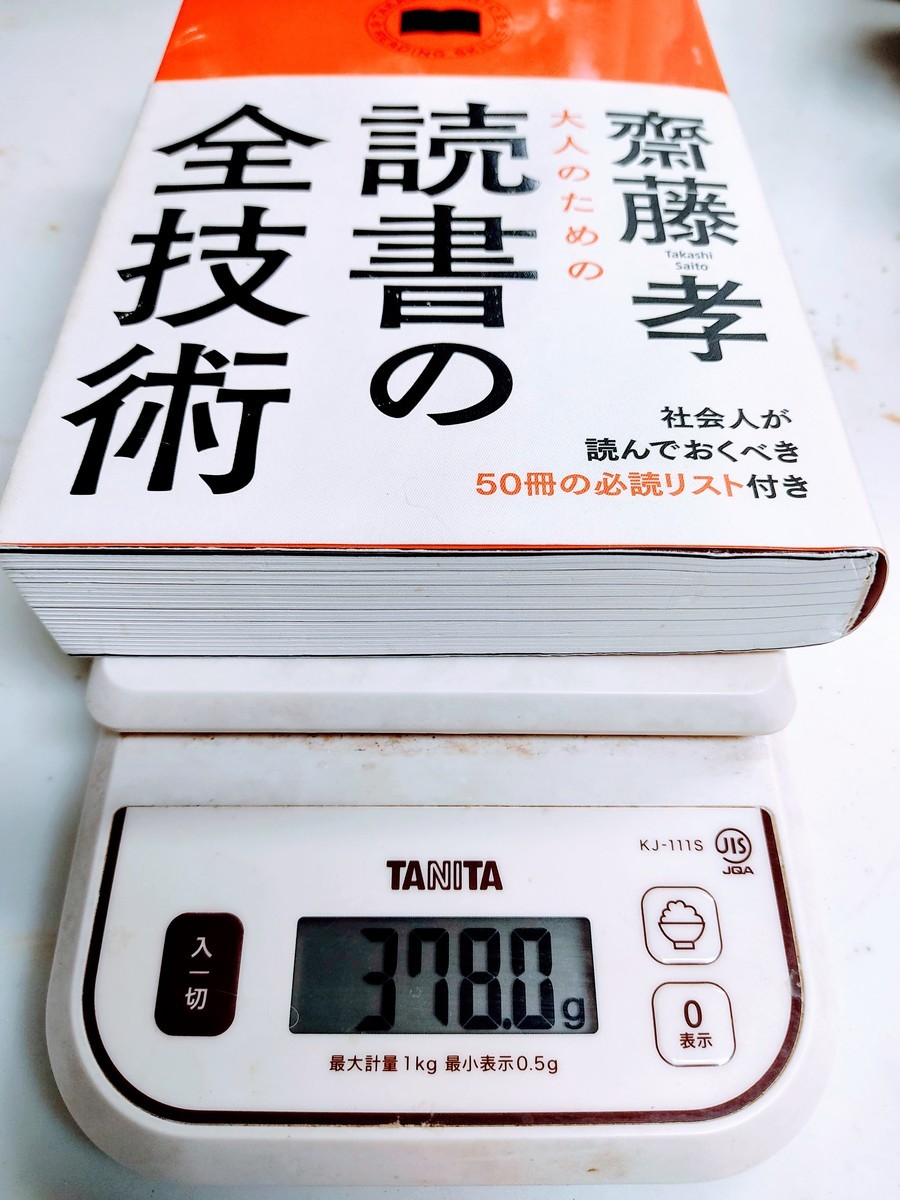 READING SKILLS
齋藤 孝
Takashi
Saito
大人のための
読書の
全技術
社会人が
読んでおくべき
50冊の必読リスト付き
TANITA
KJ-111S
JIS
JQA
入
切
378.0g
0
表示
最大計量1kg 最小表示0.5g